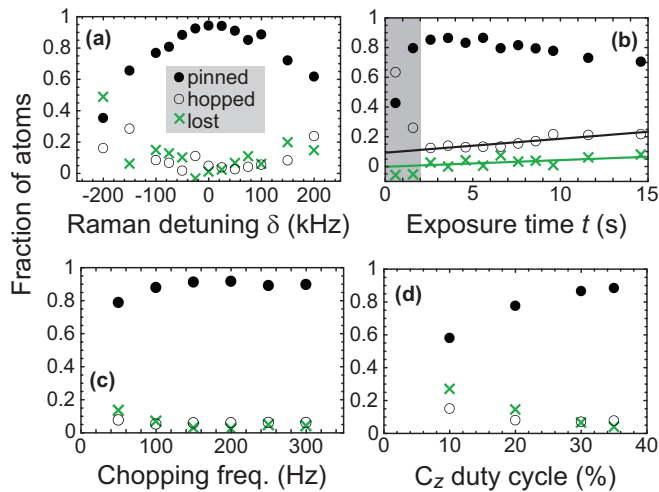 Fraction of atoms
(a)
1
0.8
0.6
0.4
0.2
0
pinned
hopped
lost
-200 -100 0 100 200
Raman detuning δ (kHz)
(b)
1
0.8
0.6
0.4
0.2
0
0 5 10 15
Exposure time t (s)
(c)
1
0.8
0.6
0.4
0.2
0
0 100 200 300
Chopping freq. (Hz)
(d)
1
0.8
0.6
0.4
0.2
0
0 10 20 30 40
Cz duty cycle (%)